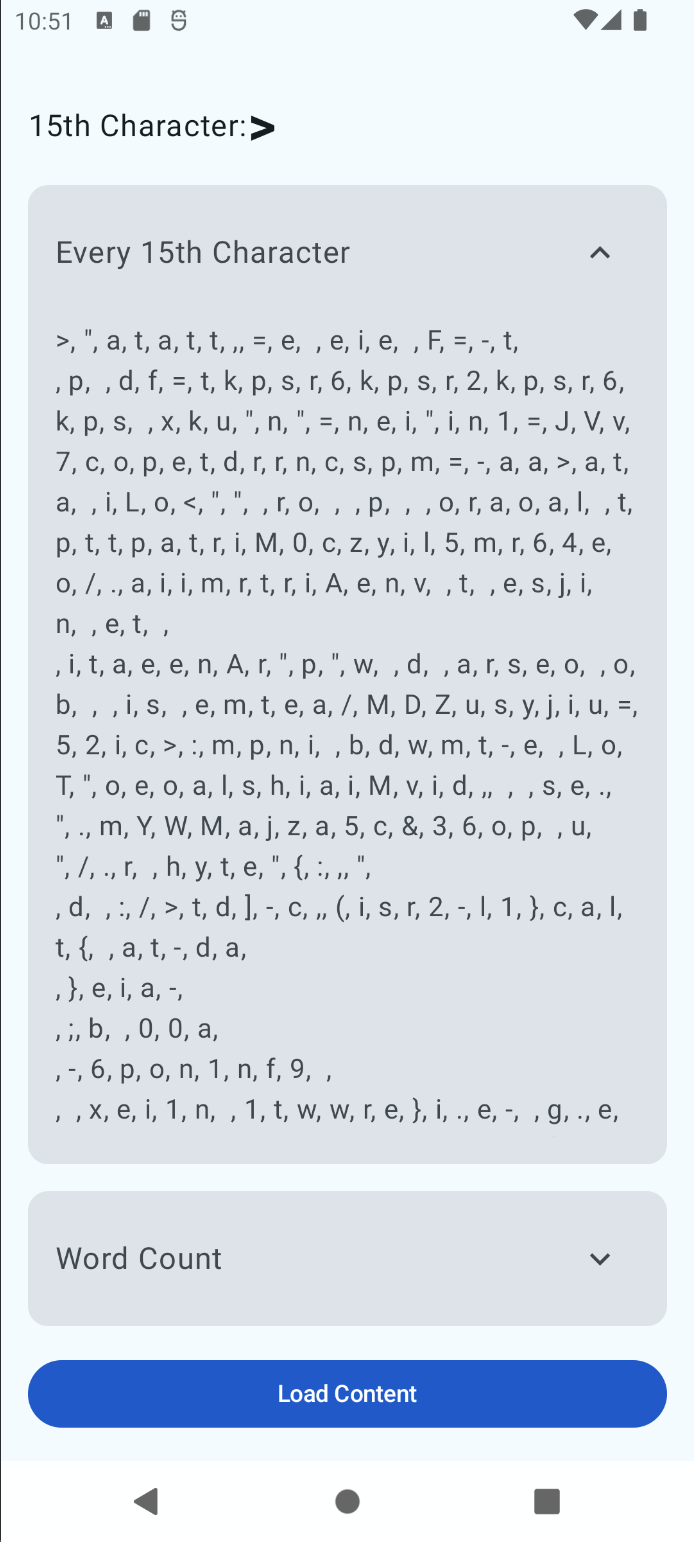 10:51
15th Character:>
Every 15th Character
>, ", a, t, a, t, t, ,, =, e,  , e, i, e,  , F, =, -, t,
, p,  , d, f, =, t, k, p, s, r, 6, k, p, s, r, 2, k, p, s, r, 6,
k, p, s,  , x, k, u, ", n, ", =, n, e, i, ", i, n, 1, =, J, V, v,
7, c, o, p, e, t, d, r, r, n, c, s, p, m, =, -, a, a, >, a, t,
a,  , i, L, o, <, ", ",  , r, o,  ,  , p,  ,  , o, r, a, o, a, l,  , t,
p, t, t, p, a, t, r, i, M, 0, c, z, y, i, l, 5, m, r, 6, 4, e,
o, /, ., a, i, i, m, r, t, r, i, A, e, n, v,  , t,  , e, s, j, i,
n,  , e, t,  ,
, i, t, a, e, e, n, A, r, ", p, ", w,  , d,  , a, r, s, e, o,  , o,
b,  ,  , i, s,  , e, m, t, e, a, /, M, D, Z, u, s, y, j, i, u, =,
5, 2, i, c, >, :, m, p, n, i,  , b, d, w, m, t, -, e,  , L, o,
T, ", o, e, o, a, l, s, h, i, a, i, M, v, i, d, ,,  ,  , s, e, .,
", ., m, Y, W, M, a, j, z, a, 5, c, &, 3, 6, o, p,  , u,
", /, ., r,  , h, y, t, e, ", {, :, ,, ",
, d,  , :, /, >, t, d, ], -, c, ,, (, i, s, r, 2, -, l, 1, }, c, a, l,
t, {,  , a, t, -, d, a,
, }, e, i, a, -,
, ;, b,  , 0, 0, a,
, -, 6, p, o, n, 1, n, f, 9,  ,
,  , x, e, i, 1, n,  , 1, t, w, w, r, e, }, i, ., e, -,  , g, ., e,
Word Count
Load Content